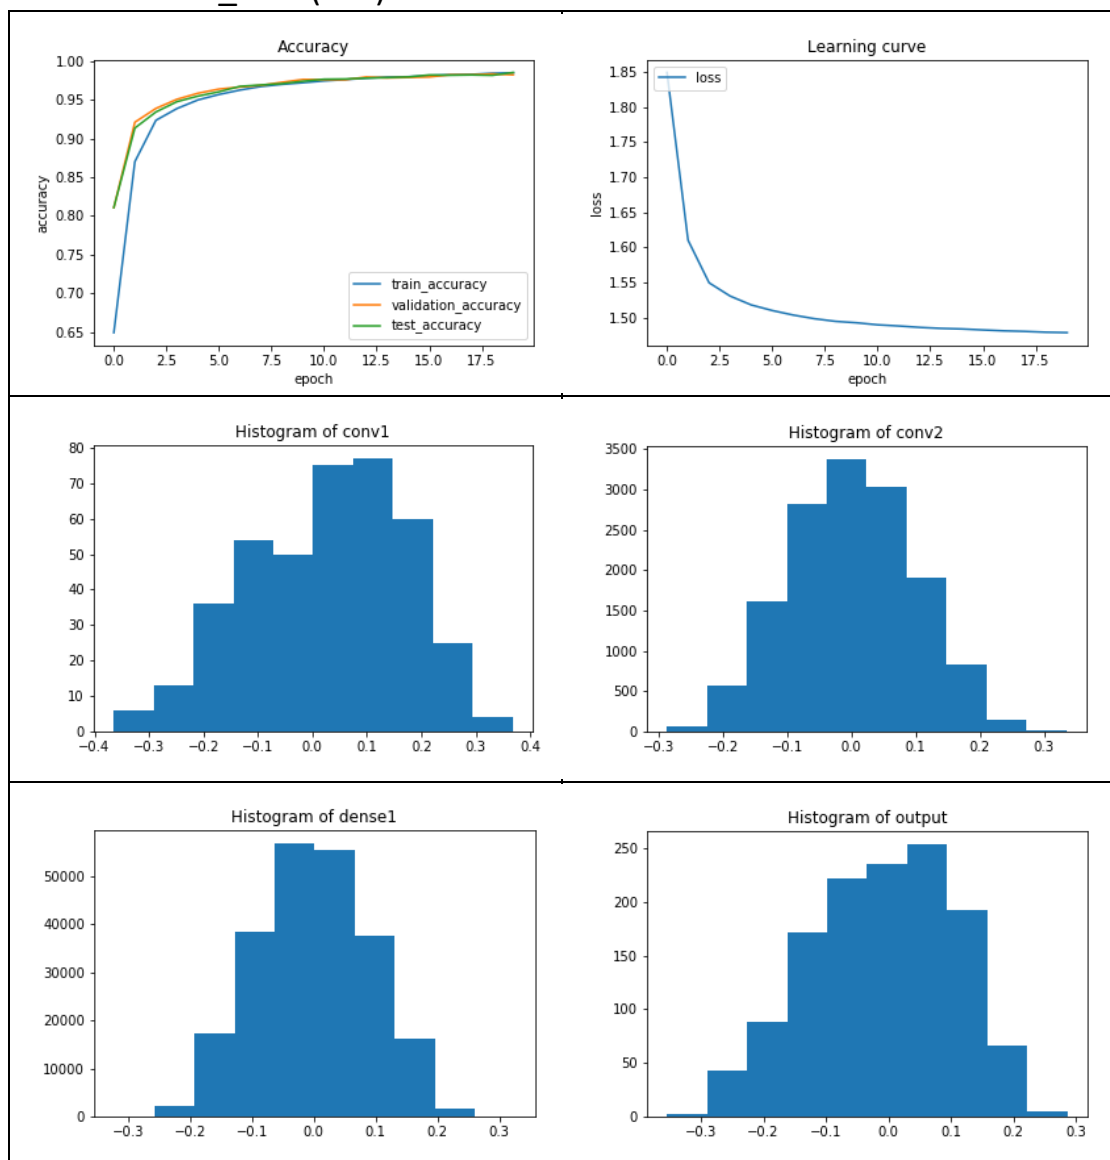 Accuracy
1.00
0.95
0.90
0.85
0.80
0.75
0.70
0.65
accuracy
train_accuracy
validation_accuracy
test_accuracy
0.0 2.5 5.0 7.5 10.0 12.5 15.0 17.5
epoch
Learning curve
1.85
1.80
1.75
1.70
1.65
1.60
1.55
1.50
loss
loss
0.0 2.5 5.0 7.5 10.0 12.5 15.0 17.5
epoch
Histogram of conv1
80
70
60
50
40
30
20
10
0
−0.4 −0.3 −0.2 −0.1 0.0 0.1 0.2 0.3 0.4
Histogram of conv2
3500
3000
2500
2000
1500
1000
500
0
−0.3 −0.2 −0.1 0.0 0.1 0.2 0.3
Histogram of dense1
50000
40000
30000
20000
10000
0
−0.3 −0.2 −0.1 0.0 0.1 0.2 0.3
Histogram of output
250
200
150
100
50
0
−0.3 −0.2 −0.1 0.0 0.1 0.2 0.3